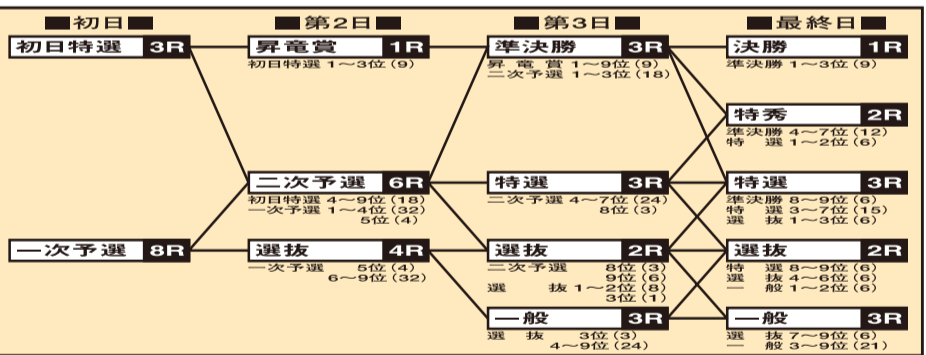 ■初日■
初日特選 3R
一次予選 8R
■第2日■
昇竜賞 1R
初日特選 1〜3位(9)
二次予選 6R
初日特選 4〜9位(18)
一次予選 1〜4位(32)
5位(4)
選抜 4R
一次予選 5位(4)
6〜9位(32)
■第3日■
準決勝 3R
昇竜賞 1〜9位(9)
二次予選 1〜3位(18)
特選 3R
二次予選 4〜7位(24)
8位(3)
選抜 2R
二次予選 8位(3)
9位(6)
選抜 1〜2位(8)
3位(1)
一般 3R
選抜 3位(3)
4〜9位(24)
■最終日■
決勝 1R
準決勝 1〜3位(9)
特秀 2R
準決勝 4〜7位(12)
特選 1〜2位(6)
特選 3R
準決勝 8〜9位(6)
特選 3〜7位(15)
選抜 1〜3位(6)
選抜 2R
特選 8〜9位(6)
選抜 4〜6位(6)
一般 1〜2位(6)
一般 3R
選抜 7〜9位(6)
一般 3〜9位(21)